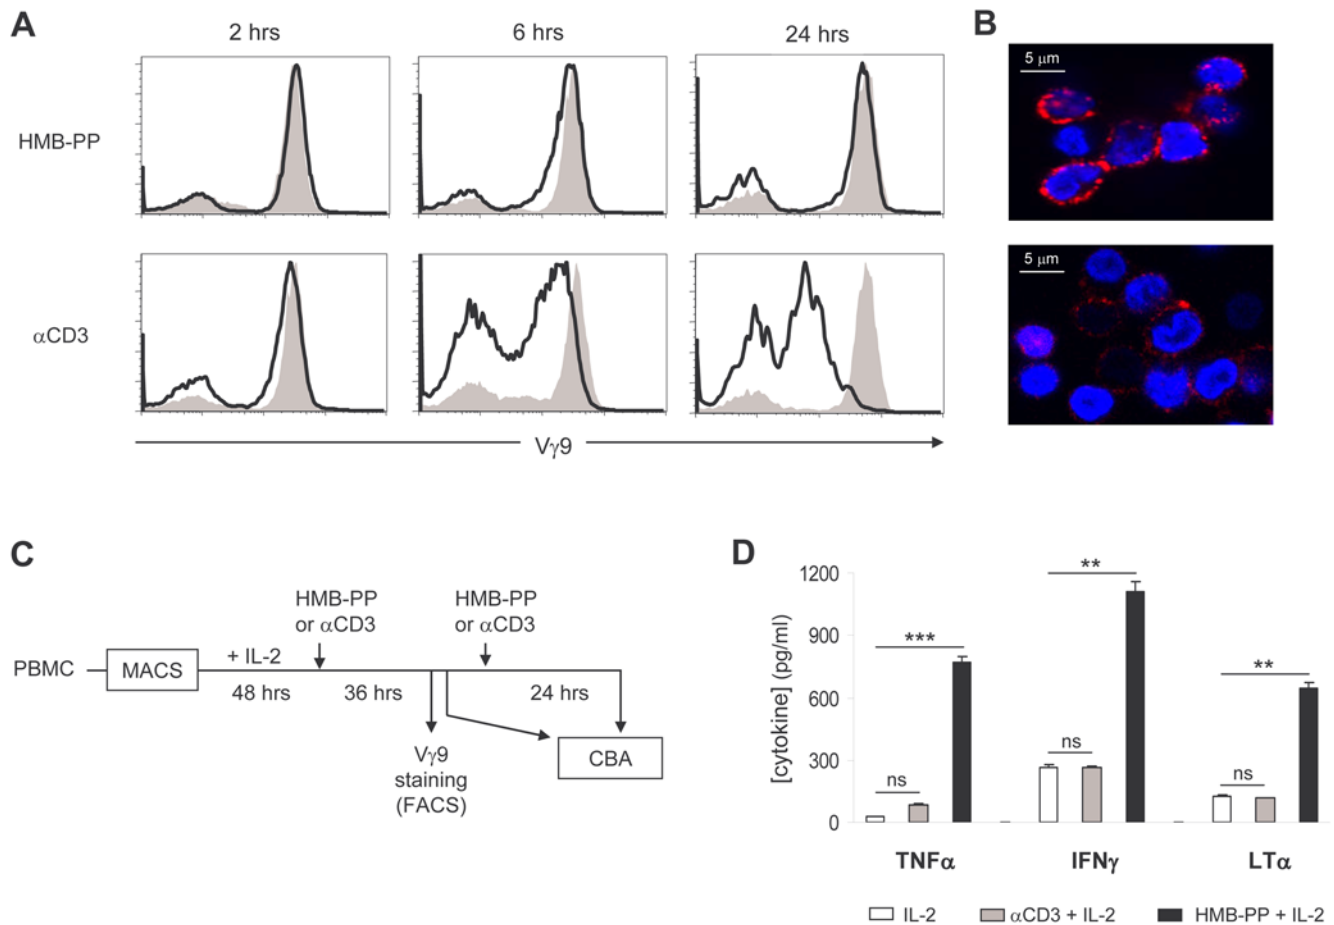 A
2 hrs
6 hrs
24 hrs
HMB-PP
αCD3
Vγ9
B
5 μm
5 μm
C
HMB-PP
or αCD3
HMB-PP
or αCD3
PBMC
MACS
+ IL-2
48 hrs
36 hrs
24 hrs
Vγ9
staining
(FACS)
CBA
D
[cytokine] (pg/ml)
1200
900
600
300
0
***
ns
**
ns
**
ns
TNFα
IFNγ
LTα
IL-2
αCD3 + IL-2
HMB-PP + IL-2